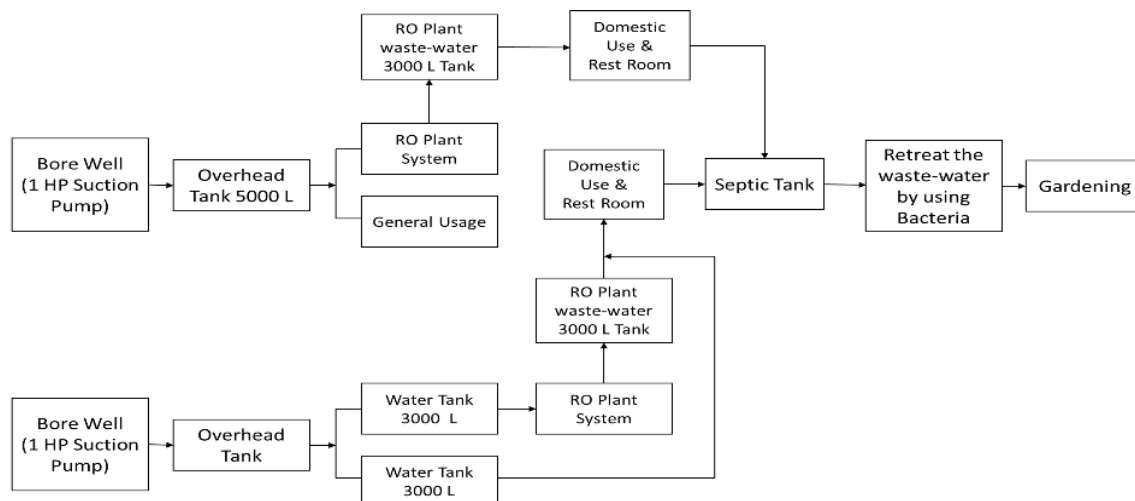 RO Plant
waste-water
3000 L Tank
Domestic
Use &
Rest Room
Bore Well
(1 HP Suction
Pump)
Overhead
Tank 5000 L
RO Plant
System
General Usage
Domestic
Use &
Rest Room
Septic Tank
Retreat the
waste-water
by using
Bacteria
Gardening
RO Plant
waste-water
3000 L Tank
Bore Well
(1 HP Suction
Pump)
Overhead
Tank
Water Tank
3000 L
RO Plant
System
Water Tank
3000 L